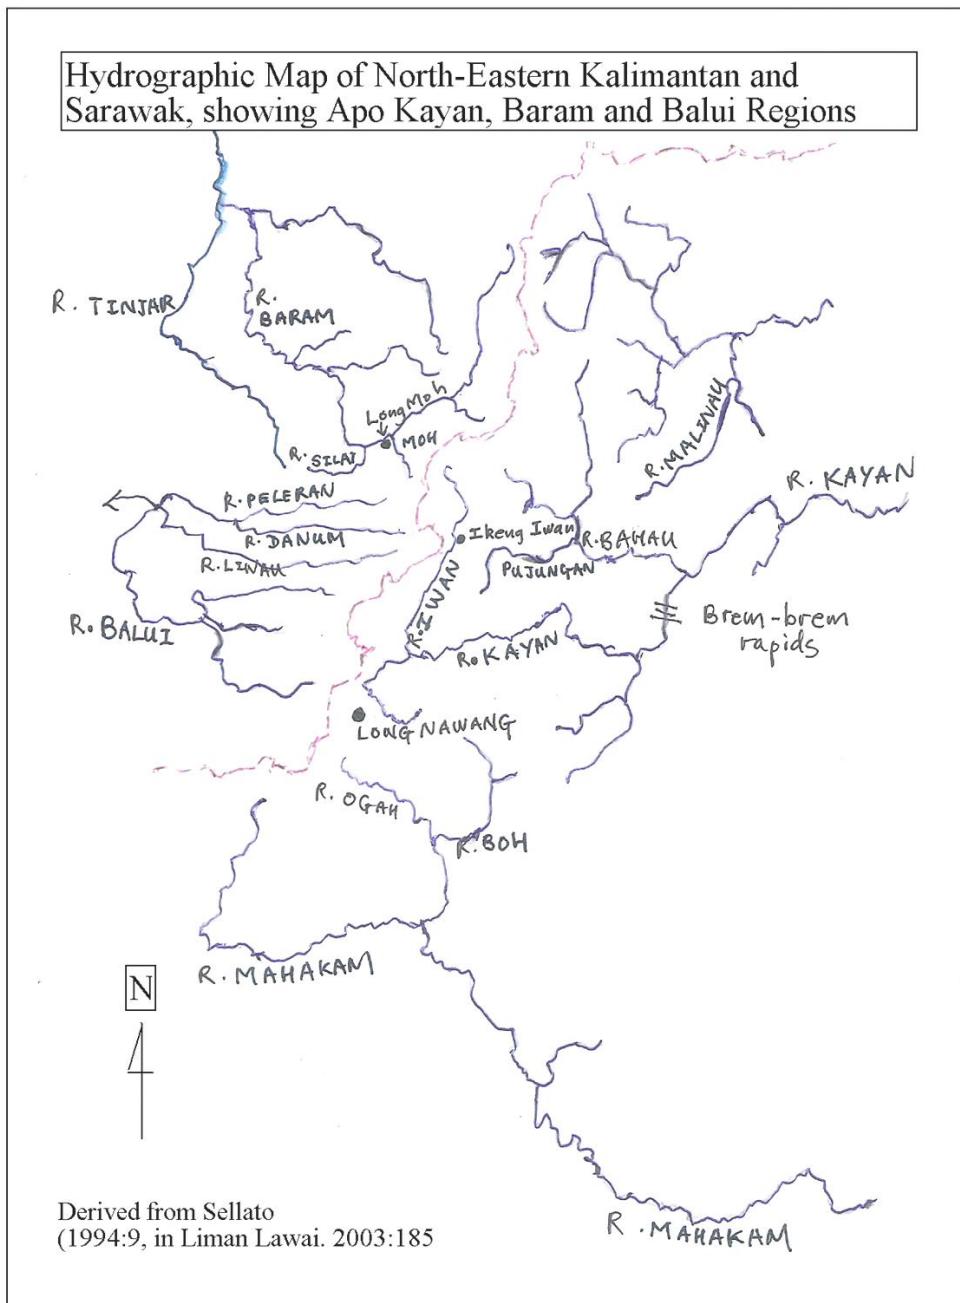 Hydrographic Map of North-Eastern Kalimantan and
Sarawak, showing Apo Kayan, Baram and Balui Regions
R. TINJAR
R.
BARAM
Long Moh
MOH
R. SILAT
R. MALINAU
R. KAYAN
R. PELERAN
R. DANUM
Ikeng Iwan
R. BAHAU
R. LINAU
PUJUNGAN
R. IWAN
R. BALUI
Brem-brem
rapids
R. KAYAN
LONG NAWANG
R. OGAH
R. BOH
R. MAHAKAM
N
Derived from Sellato
(1994:9, in Liman Lawai. 2003:185
R. MAHAKAM